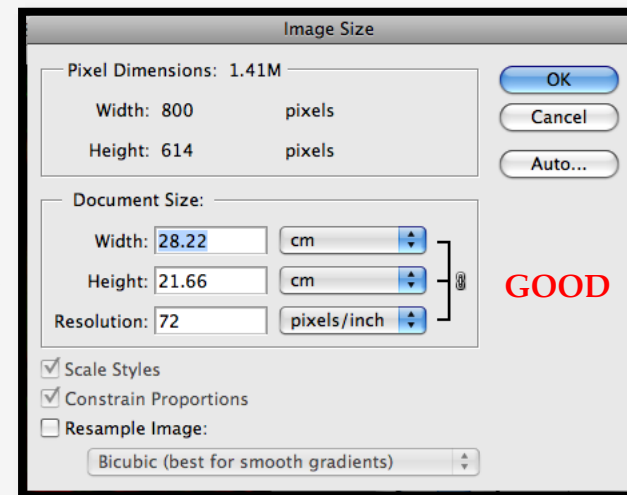 Image Size
Pixel Dimensions: 1.41M
Width: 800 pixels
Height: 614 pixels
OK
Cancel
Auto...
Document Size:
Width: 28.22 cm
Height: 21.66 cm
Resolution: 72 pixels/inch
GOOD
Scale Styles
Constrain Proportions
Resample Image:
Bicubic (best for smooth gradients)